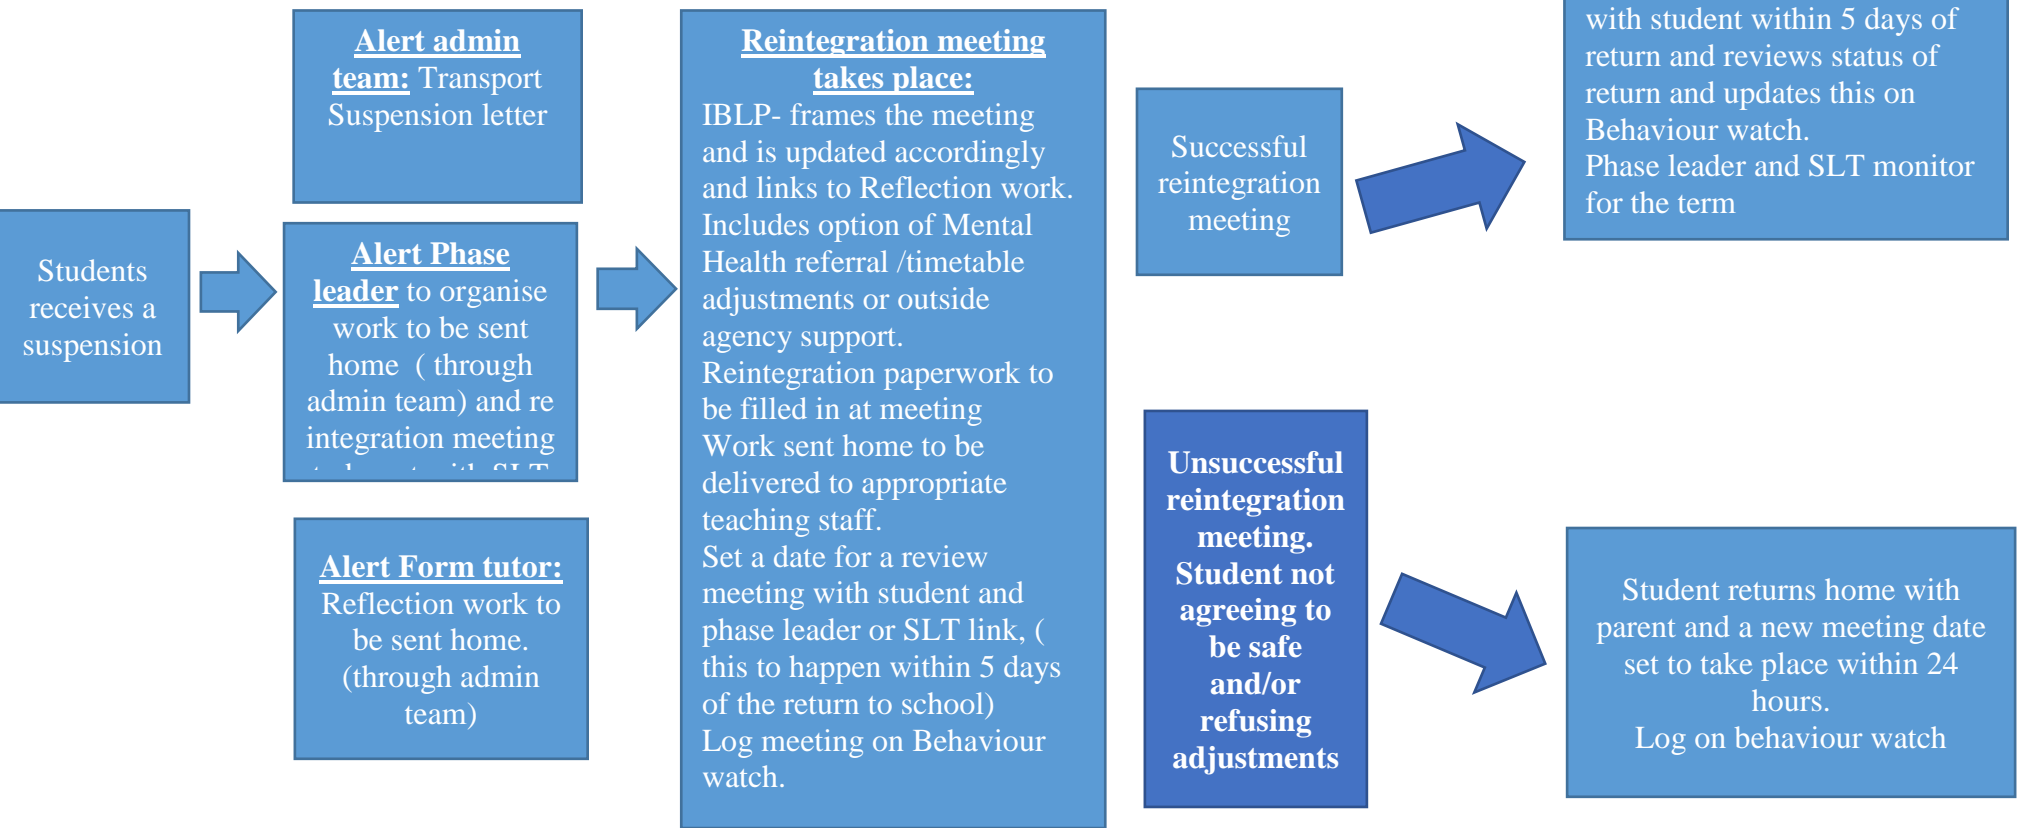 Students
receives a
suspension
Alert admin
team: Transport
Suspension letter
Alert Phase
leader to organise
work to be sent
home ( through
admin team) and re
integration meeting
with SLT
Alert Form tutor:
Reflection work to
be sent home.
(through admin
team)
Reintegration meeting
takes place:
IBLP- frames the meeting
and is updated accordingly
and links to Reflection work.
Includes option of Mental
Health referral /timetable
adjustments or outside
agency support.
Reintegration paperwork to
be filled in at meeting
Work sent home to be
delivered to appropriate
teaching staff.
Set a date for a review
meeting with student and
phase leader or SLT link, (
this to happen within 5 days
of the return to school)
Log meeting on Behaviour
watch.
Successful
reintegration
meeting
with student within 5 days of
return and reviews status of
return and updates this on
Behaviour watch.
Phase leader and SLT monitor
for the term
Unsuccessful
reintegration
meeting.
Student not
agreeing to
be safe
and/or
refusing
adjustments
Student returns home with
parent and a new meeting date
set to take place within 24
hours.
Log on behaviour watch